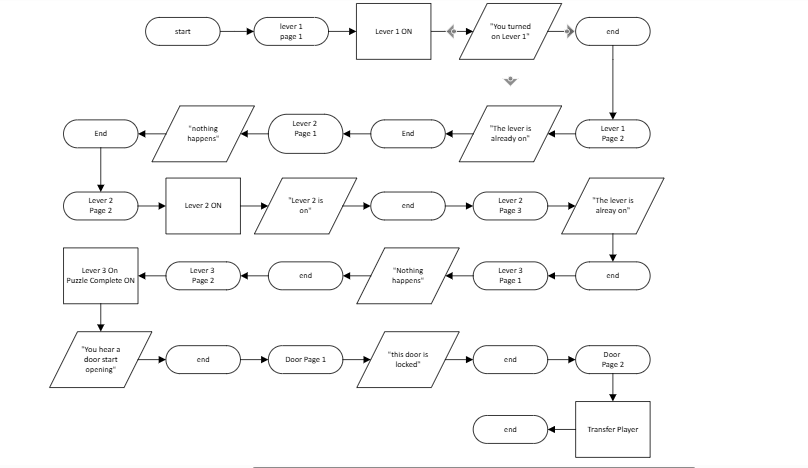 start
lever 1
page 1
Lever 1 ON
"You turned
on Lever 1"
end
Lever 1
Page 2
"The lever is
already on"
End
Lever 2
Page 1
"nothing
happens"
End
Lever 2
Page 2
Lever 2 ON
"Lever 2 is
on"
end
Lever 2
Page 3
"The lever is
alreay on"
end
Lever 3
Page 1
"Nothing
happens"
end
Lever 3
Page 2
Lever 3 On
Puzzle Complete ON
"You hear a
door start
opening"
end
Door Page 1
"this door is
locked"
end
Door
Page 2
Transfer Player
end